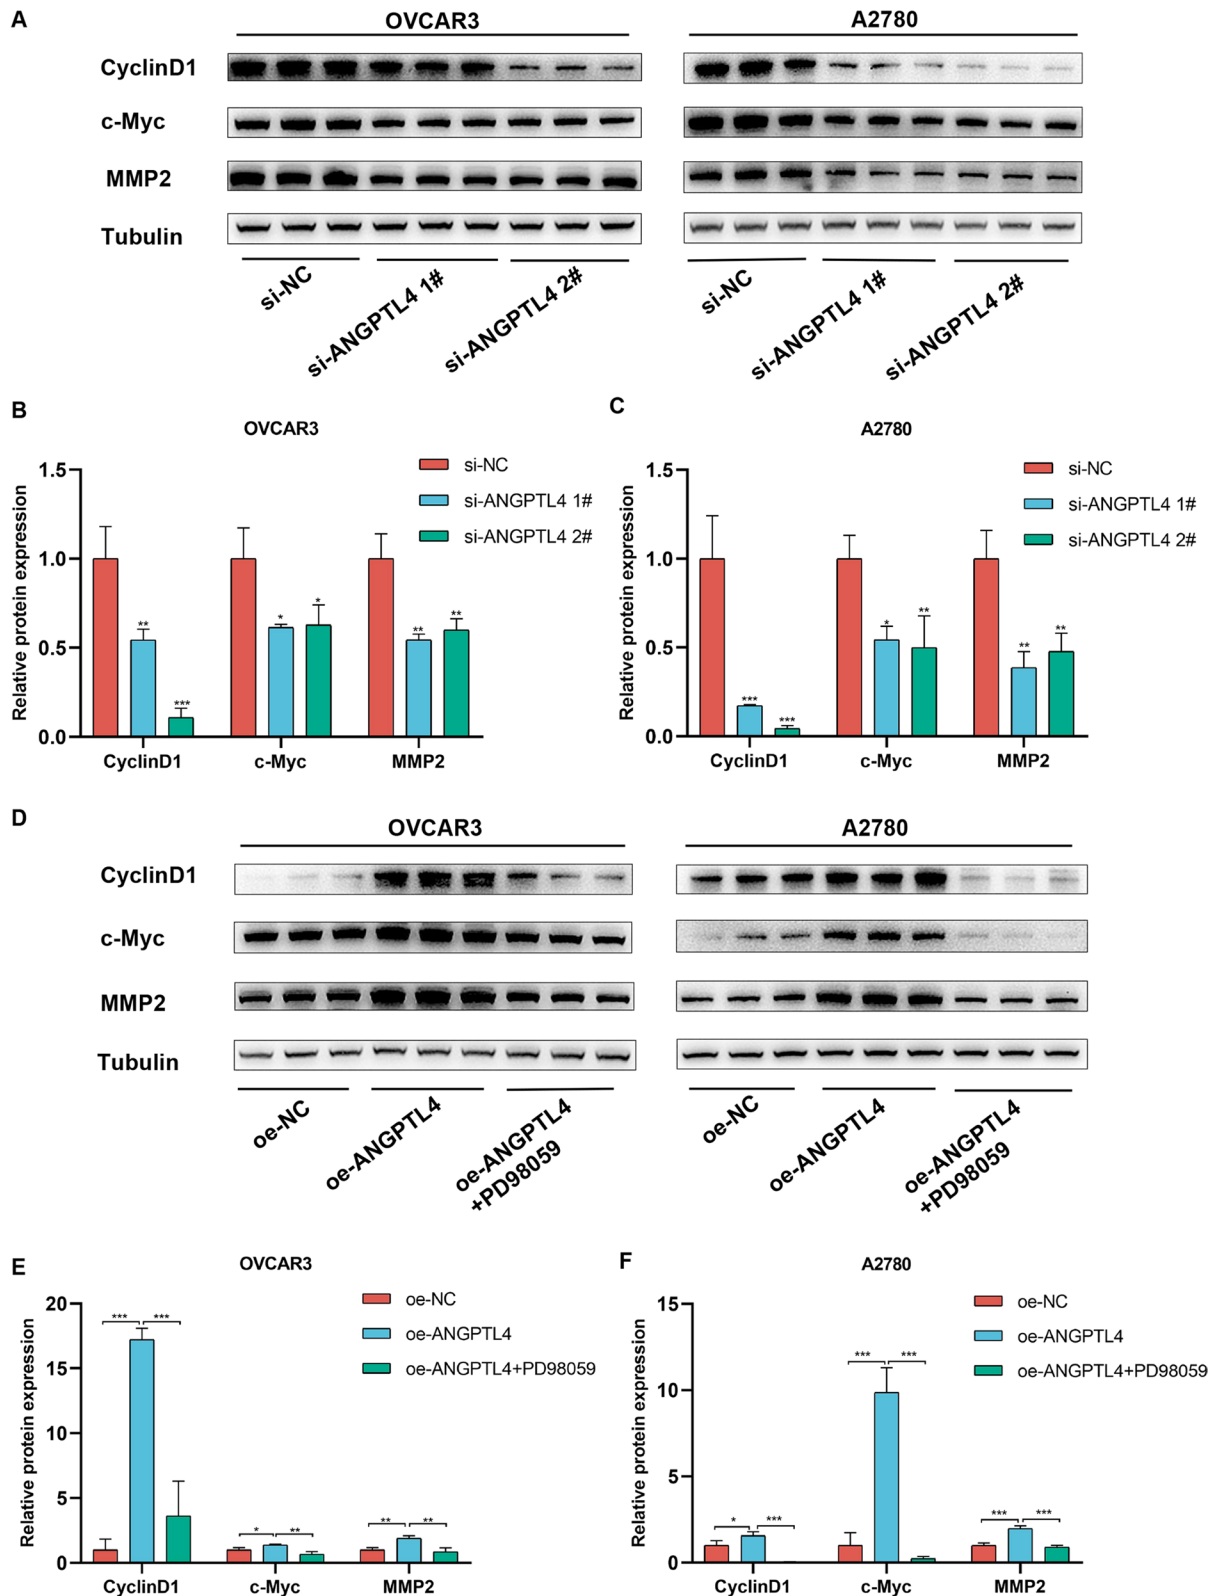 A
OVCAR3
A2780
CyclinD1
c-Myc
MMP2
Tubulin
si-NC
si-ANGPTL4 1#
si-ANGPTL4 2#
si-NC
si-ANGPTL4 1#
si-ANGPTL4 2#
B
OVCAR3
Relative protein expression
1.5
1.0
0.5
0.0
si-NC
si-ANGPTL4 1#
si-ANGPTL4 2#
**
***
*
*
**
**
CyclinD1
c-Myc
MMP2
C
A2780
Relative protein expression
1.5
1.0
0.5
0.0
si-NC
si-ANGPTL4 1#
si-ANGPTL4 2#
***
***
*
**
**
**
CyclinD1
c-Myc
MMP2
D
OVCAR3
A2780
CyclinD1
c-Myc
MMP2
Tubulin
oe-NC
oe-ANGPTL4
oe-ANGPTL4
+PD98059
oe-NC
oe-ANGPTL4
oe-ANGPTL4
+PD98059
E
OVCAR3
Relative protein expression
20
15
10
5
0
oe-NC
oe-ANGPTL4
oe-ANGPTL4+PD98059
***
***
*
**
**
**
CyclinD1
c-Myc
MMP2
F
A2780
Relative protein expression
15
10
5
0
oe-NC
oe-ANGPTL4
oe-ANGPTL4+PD98059
*
***
***
***
***
***
CyclinD1
c-Myc
MMP2